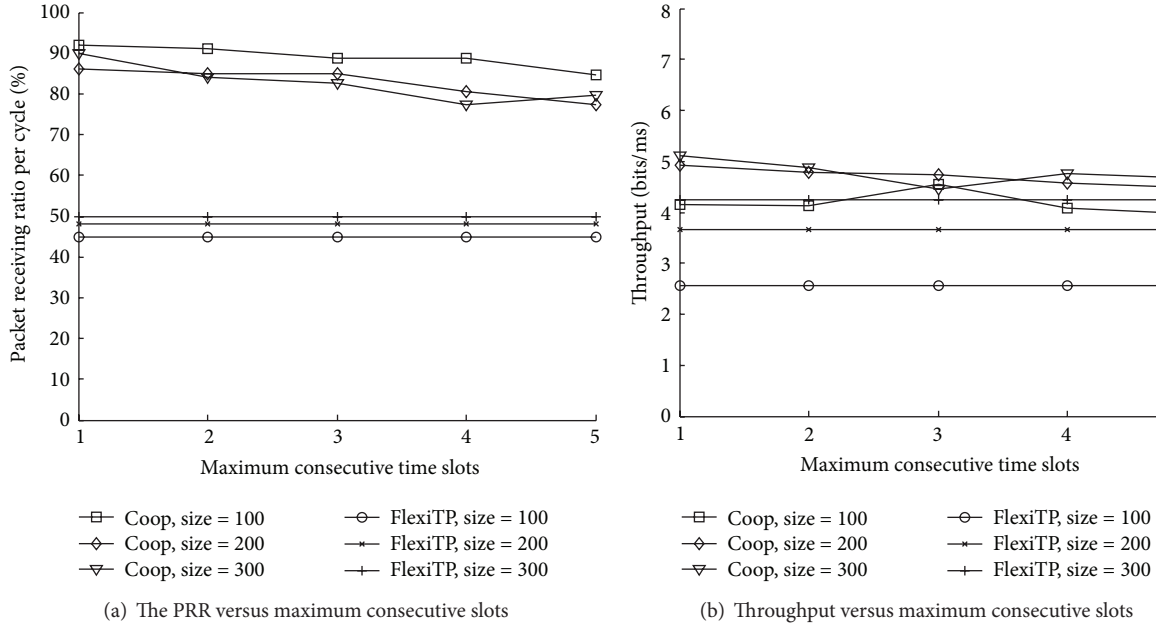 100
90
80
70
60
50
40
30
20
10
0
Packet receiving ratio per cycle (%)
1 2 3 4 5
Maximum consecutive time slots
Coop, size = 100
Coop, size = 200
Coop, size = 300
FlexiTP, size = 100
FlexiTP, size = 200
FlexiTP, size = 300
(a) The PRR versus maximum consecutive slots
8
7
6
5
4
3
2
1
0
Throughput (bits/ms)
1 2 3 4
Maximum consecutive time slots
Coop, size = 100
Coop, size = 200
Coop, size = 300
FlexiTP, size = 100
FlexiTP, size = 200
FlexiTP, size = 300
(b) Throughput versus maximum consecutive slots